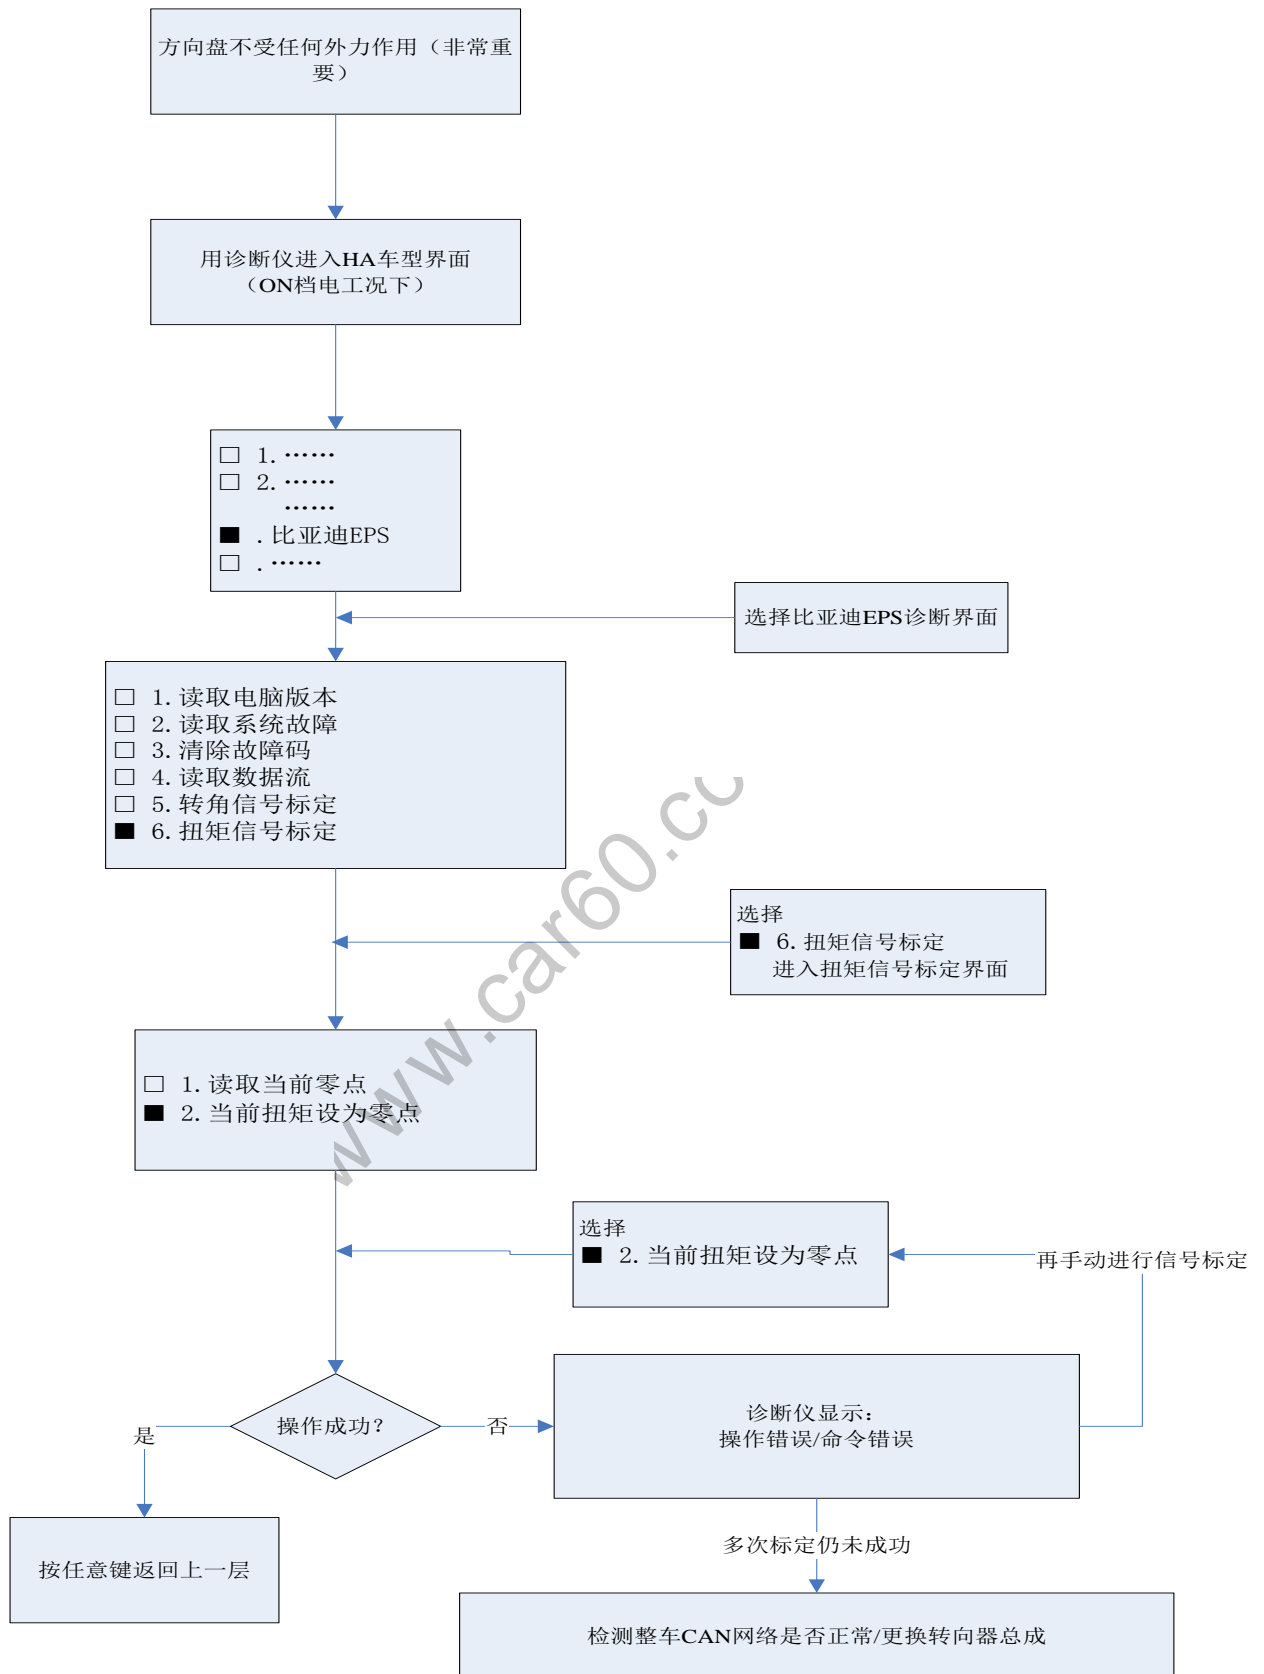 方向盘不受任何外力作用（非常重
要）
用诊断仪进入HA车型界面
（ON档电工况下）
□ 1.······
□ 2.······
······
■ .比亚迪EPS
□ .······
选择比亚迪EPS诊断界面
□ 1.读取电脑版本
□ 2.读取系统故障
□ 3.清除故障码
□ 4.读取数据流
□ 5.转角信号标定
■ 6.扭矩信号标定
选择
■ 6.扭矩信号标定
进入扭矩信号标定界面
□ 1.读取当前零点
■ 2.当前扭矩设为零点
选择
■ 2.当前扭矩设为零点
再手动进行信号标定
操作成功？
是
否
诊断仪显示：
操作错误/命令错误
按任意键返回上一层
多次标定仍未成功
检测整车CAN网络是否正常/更换转向器总成